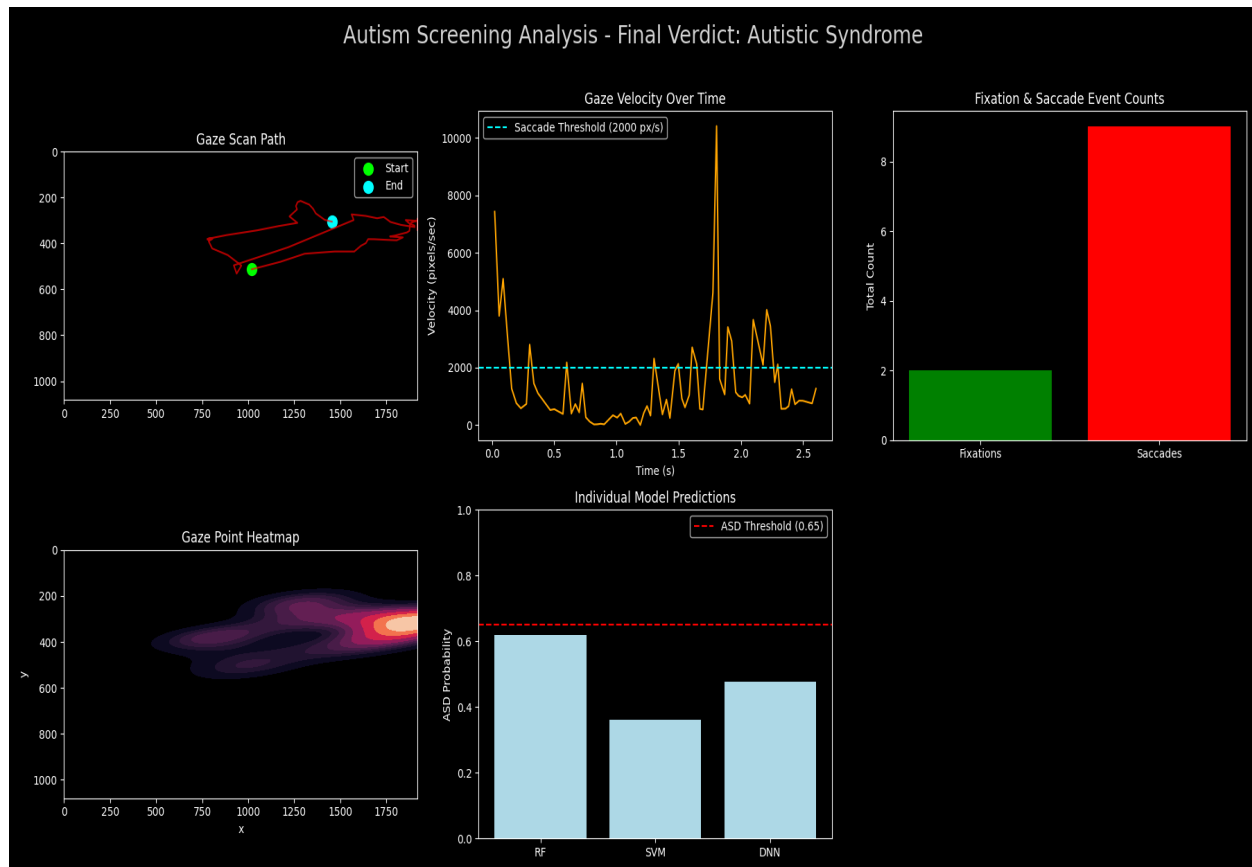 Autism Screening Analysis - Final Verdict: Autistic Syndrome
Gaze Scan Path
Start
End
0
200
400
600
800
1000
0
250
500
750
1000
1250
1500
1750
Gaze Velocity Over Time
Saccade Threshold (2000 px/s)
Velocity (pixels/sec)
10000
8000
6000
4000
2000
0
0.0
0.5
1.0
1.5
2.0
2.5
Time (s)
Fixation & Saccade Event Counts
Total Count
8
6
4
2
0
Fixations
Saccades
Gaze Point Heatmap
y
0
200
400
600
800
1000
0
250
500
750
1000
1250
1500
1750
x
Individual Model Predictions
ASD Threshold (0.65)
ASD Probability
1.0
0.8
0.6
0.4
0.2
0.0
RF
SVM
DNN